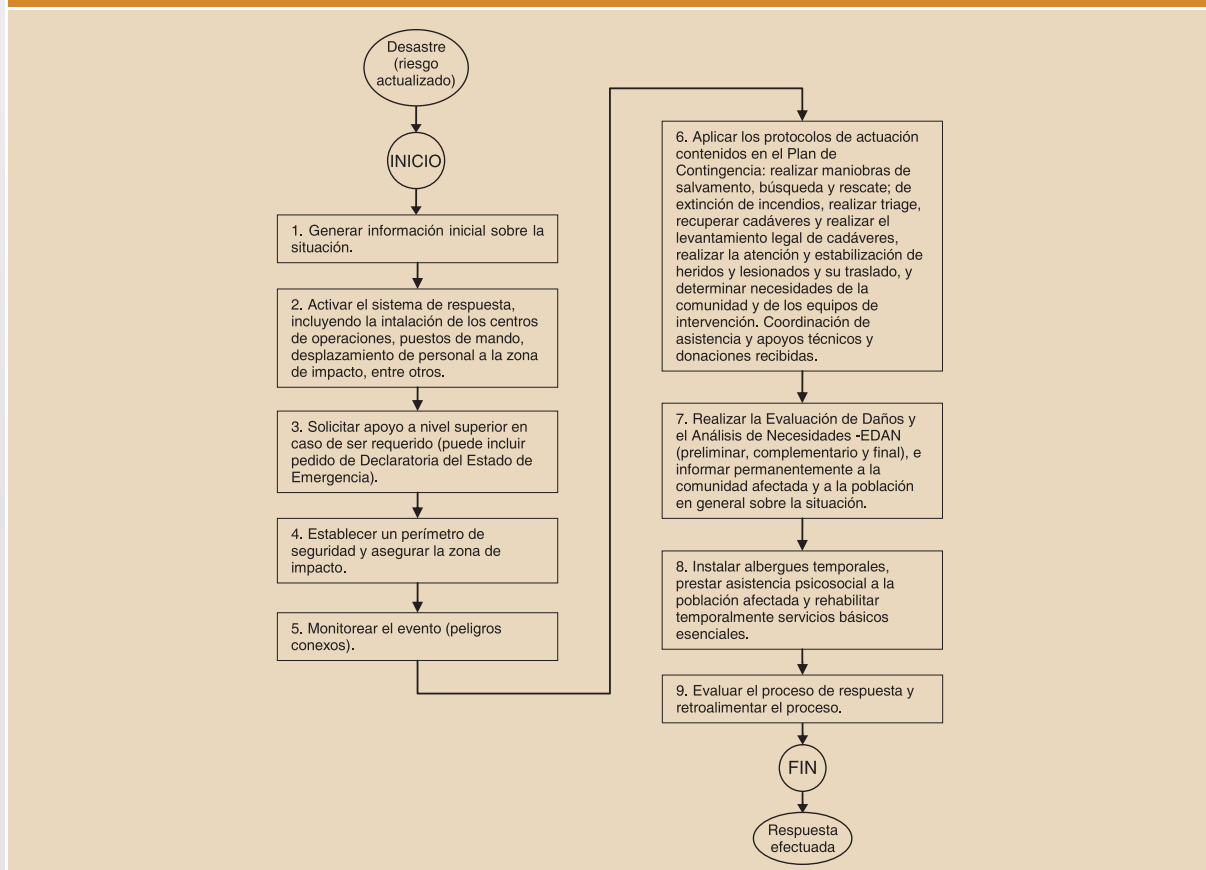 Desastre
(riesgo
actualizado)
INICIO
1. Generar información inicial sobre la
situación.
2. Activar el sistema de respuesta,
incluyendo la intalación de los centros
de operaciones, puestos de mando,
desplazamiento de personal a la zona
de impacto, entre otros.
3. Solicitar apoyo a nivel superior en
caso de ser requerido (puede incluir
pedido de Declaratoria del Estado de
Emergencia).
4. Establecer un perímetro de
seguridad y asegurar la zona de
impacto.
5. Monitorear el evento (peligros
conexos).
6. Aplicar los protocolos de actuación
contenidos en el Plan de
Contingencia: realizar maniobras de
salvamento, búsqueda y rescate; de
extinción de incendios, realizar triage,
recuperar cadáveres y realizar el
levantamiento legal de cadáveres,
realizar la atención y estabilización de
heridos y lesionados y su traslado, y
determinar necesidades de la
comunidad y de los equipos de
intervención. Coordinación de
asistencia y apoyos técnicos y
donaciones recibidas.
7. Realizar la Evaluación de Daños y
el Análisis de Necesidades -EDAN
(preliminar, complementario y final), e
informar permanentemente a la
comunidad afectada y a la población
en general sobre la situación.
8. Instalar albergues temporales,
prestar asistencia psicosocial a la
población afectada y rehabilitar
temporalmente servicios básicos
esenciales.
9. Evaluar el proceso de respuesta y
retroalimentar el proceso.
FIN
Respuesta
efectuada